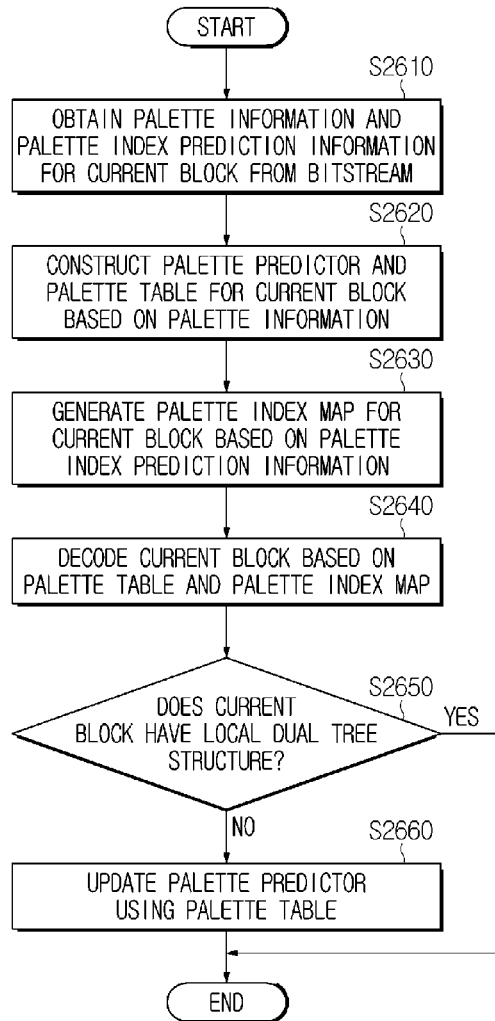 START
S2610
OBTAIN PALETTE INFORMATION AND
PALETTE INDEX PREDICTION INFORMATION
FOR CURRENT BLOCK FROM BITSTREAM
S2620
CONSTRUCT PALETTE PREDICTOR AND
PALETTE TABLE FOR CURRENT BLOCK
BASED ON PALETTE INFORMATION
S2630
GENERATE PALETTE INDEX MAP FOR
CURRENT BLOCK BASED ON PALETTE
INDEX PREDICTION INFORMATION
S2640
DECODE CURRENT BLOCK BASED ON
PALETTE TABLE AND PALETTE INDEX MAP
S2650
DOES CURRENT
BLOCK HAVE LOCAL DUAL TREE
STRUCTURE?
YES
NO
S2660
UPDATE PALETTE PREDICTOR
USING PALETTE TABLE
END